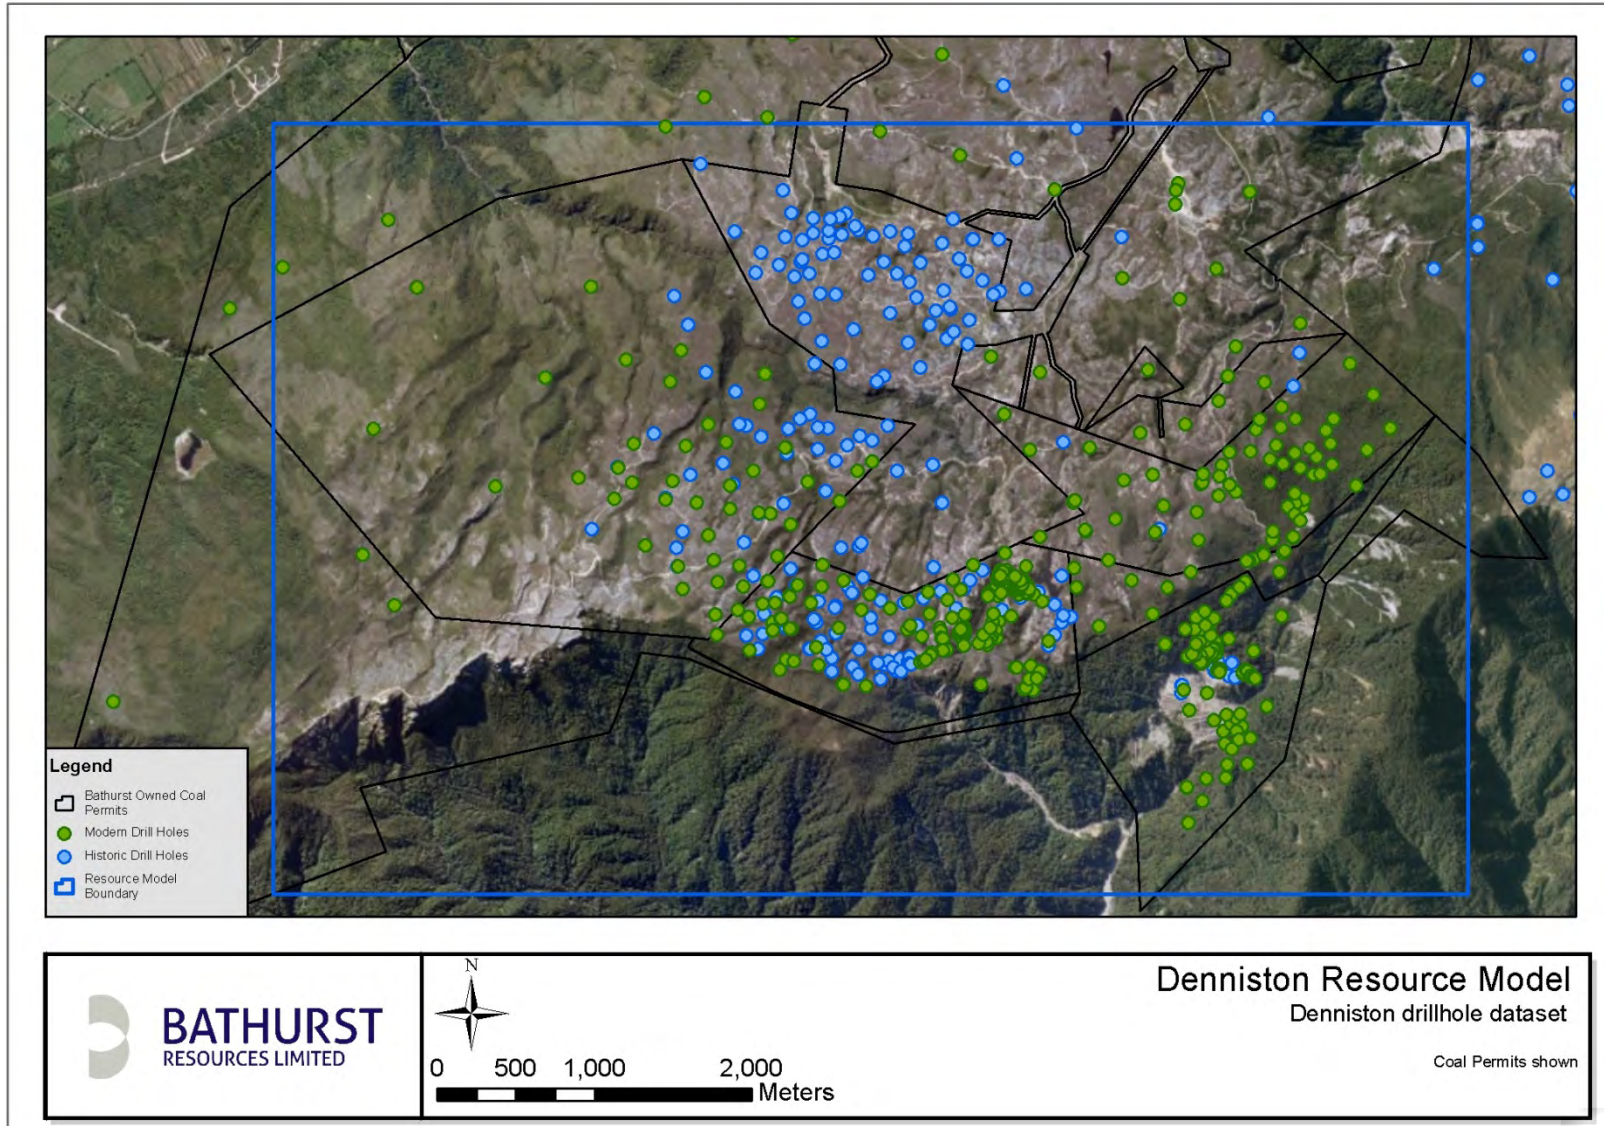 Legend
Bathurst Owned Coal
Permits
Modern Drill Holes
Historic Drill Holes
Resource Model
Boundary
BATHURST
RESOURCES LIMITED
N
0 500 1,000 2,000
Meters
Denniston Resource Model
Denniston drillhole dataset
Coal Permits shown